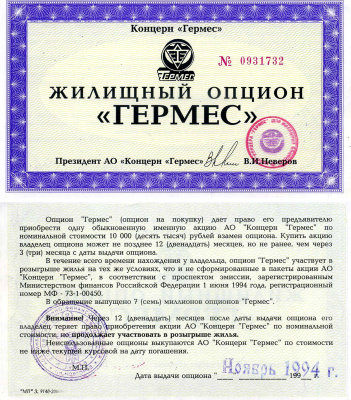 Концерн «Гермес»
№ 0931732
ГЕРМЕС
ЖИЛИЩНЫЙ ОПЦИОН
«ГЕРМЕС»
Президент АО "Концерн «Гермес» В.И.Неверов
Опцион "Гермес" (опцион на покупку) дает право его предъявителю
приобрести одну обыкновенную именную акцию АО "Концерн "Гермес" по
номинальной стоимости 10 000 (десять тысяч) рублей взамен опциона. Купить акцию
владелец опциона может не позднее 12 (двенадцать) месяцев, но не ранее, чем через
3 (три) месяца с даты выдачи опциона.
В течение всего времени нахождения у владельца, опцион "Гермес" участвует в
розыгрыше жилья на тех же условиях, что и не сформированные в пакеты акции АО
"Концерн "Гермес", в соответствии с проспектом эмиссии, зарегистрированным
Министерством финансов Российской Федерации 1 июня 1994 года, регистрационный
номер МФ - 73-1-00450.
В обращение выпущено 7 (семь) миллионов опционов "Гермес".
Внимание! Через 12 (двенадцать) месяцев после даты выдачи опциона его
владелец теряет право приобретения акции АО "Концерн "Гермес" по номинальной
стоимости, но продолжает участвовать в розыгрыше жилья.
Неиспользованные опционы выкупаются АО "Концерн "Гермес" по стоимости
не ниже текущей курсовой на дату погашения.
М.П.
Дата выдачи опциона 199 г.
Ноябрь 1994 г.